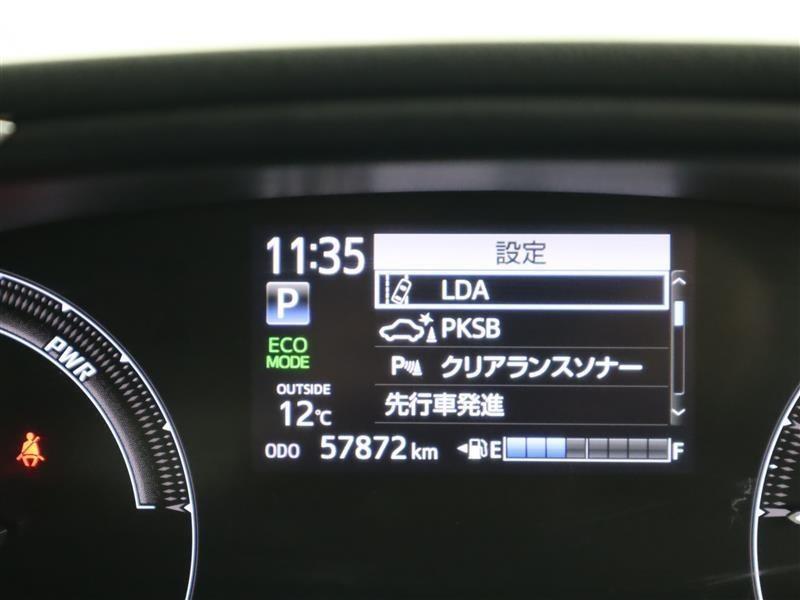 11:35
設定
LDA
P
PKSB
ECO
MODE
P クリアランスソナー
OUTSIDE
12℃
先行車発進
ODO 57872 km
E F
PWR